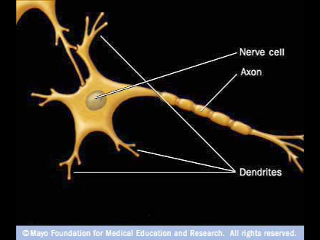 Nerve cell
Axon
Dendrites
©Mayo Foundation for Medical Education and Research. All rights reserved.